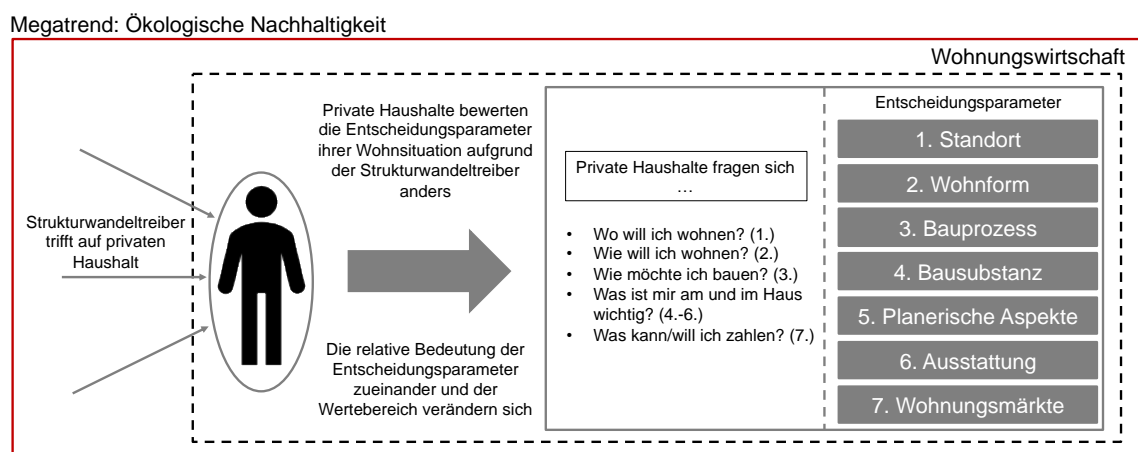 Megatrend: Ökologische Nachhaltigkeit
Wohnungswirtschaft
Strukturwandeltreiber
trifft auf privaten
Haushalt
Private Haushalte bewerten
die Entscheidungsparameter
ihrer Wohnsituation aufgrund
der Strukturwandeltreiber
anders
Die relative Bedeutung der
Entscheidungsparameter
zueinander und der
Wertebereich verändern sich
Private Haushalte fragen sich
…
• Wo will ich wohnen? (1.)
• Wie will ich wohnen? (2.)
• Wie möchte ich bauen? (3.)
• Was ist mir am und im Haus
wichtig? (4.-6.)
• Was kann/will ich zahlen? (7.)
Entscheidungsparameter
1. Standort
2. Wohnform
3. Bauprozess
4. Bausubstanz
5. Planerische Aspekte
6. Ausstattung
7. Wohnungsmärkte